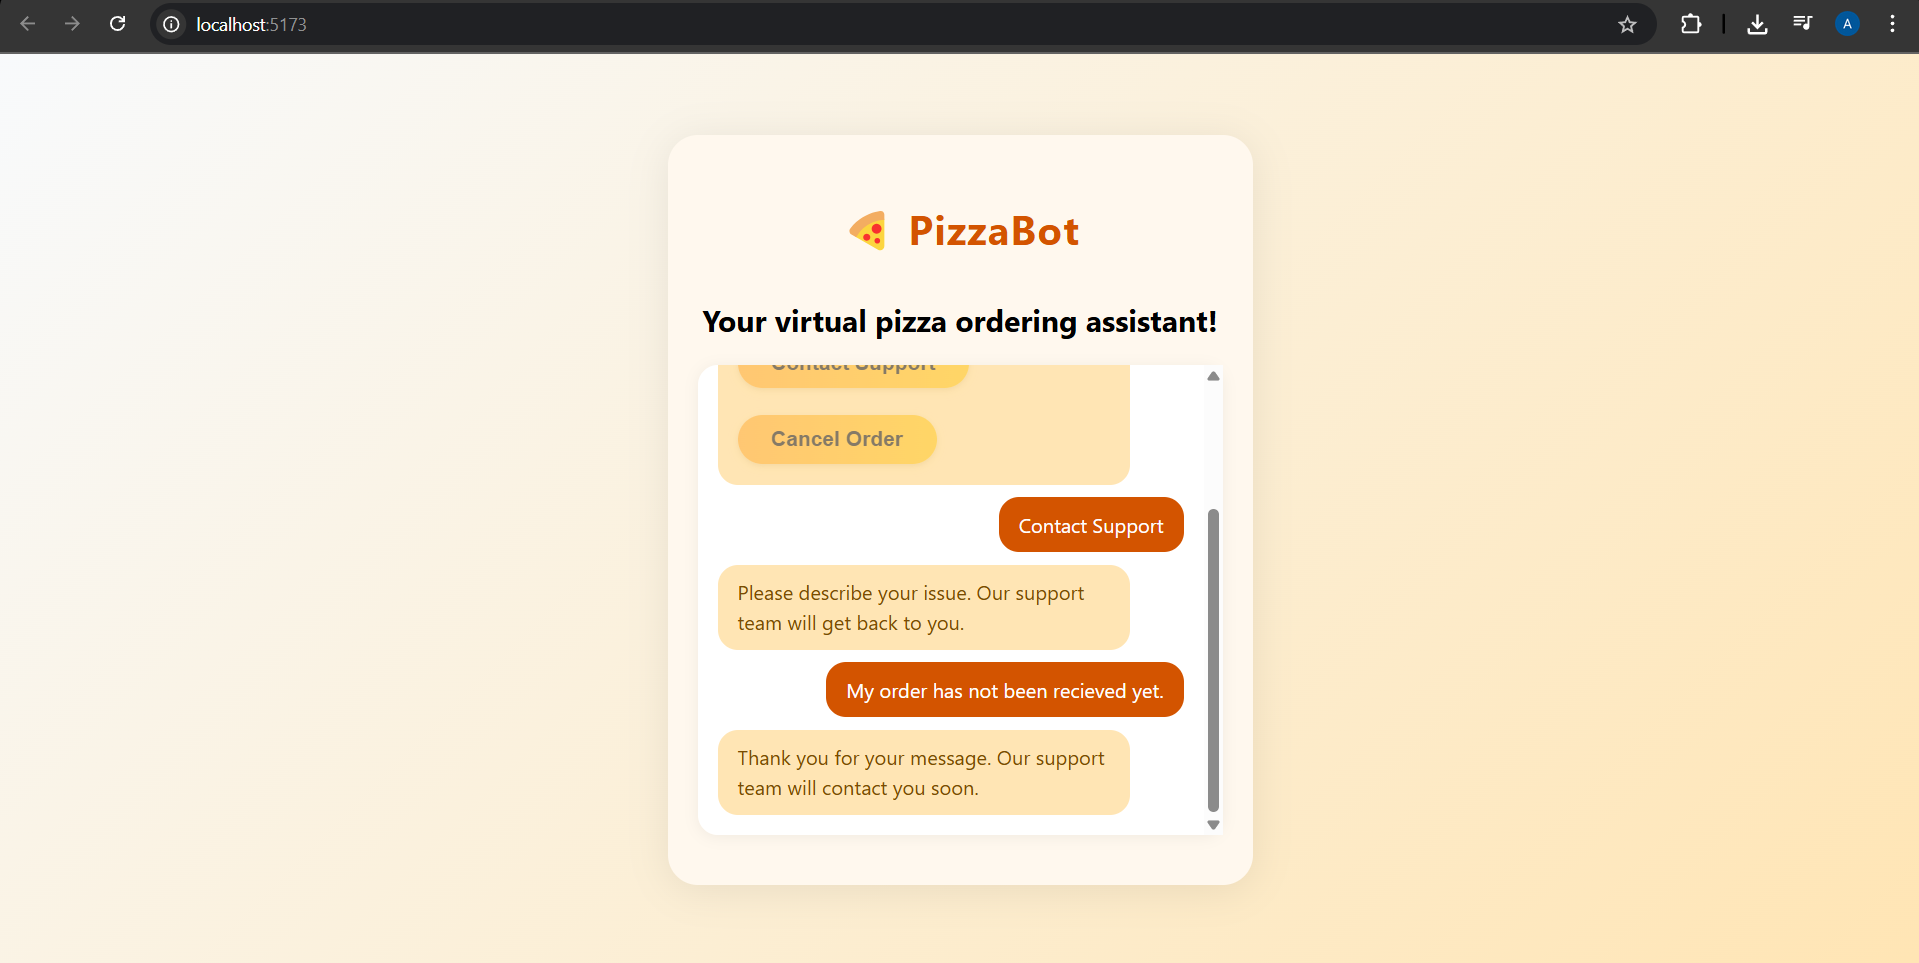 localhost:5173
A
PizzaBot
Your virtual pizza ordering assistant!
Contact Support
Cancel Order
Contact Support
Please describe your issue. Our support
team will get back to you.
My order has not been recieved yet.
Thank you for your message. Our support
team will contact you soon.